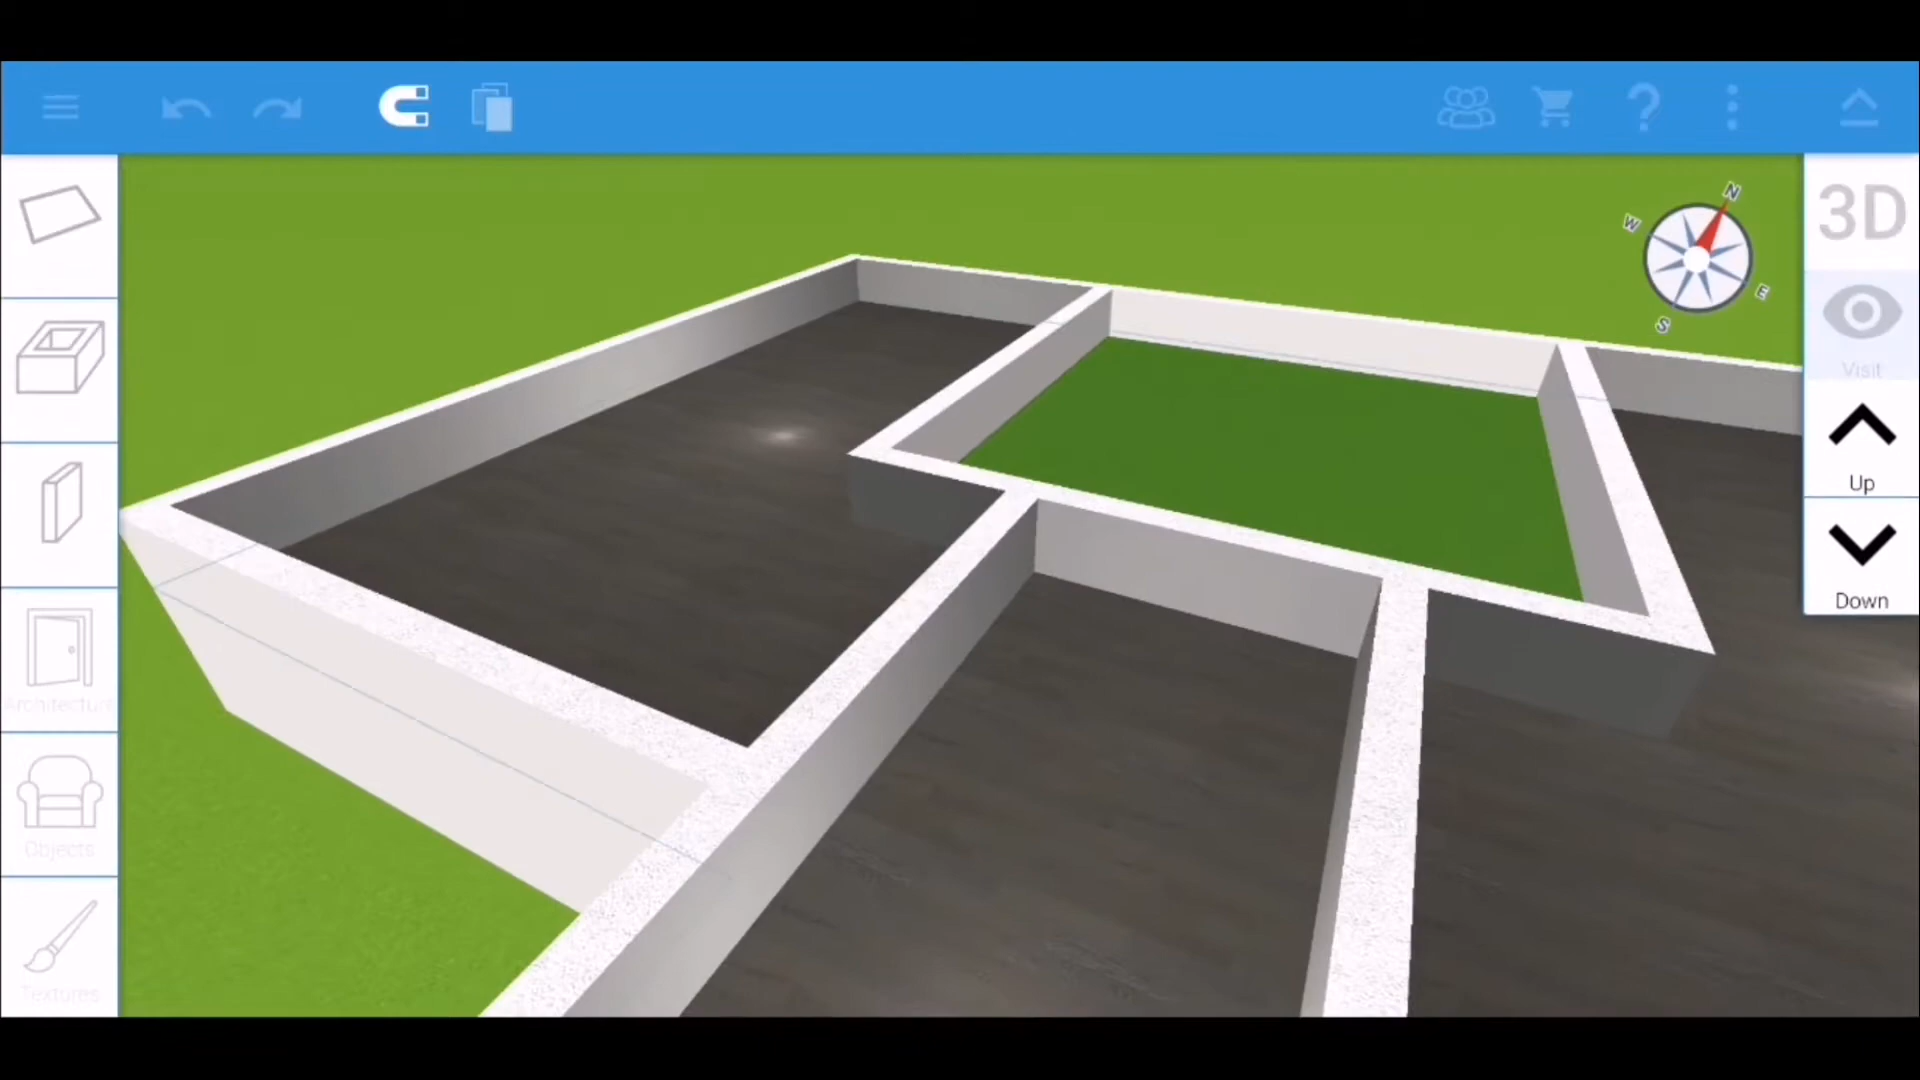 N
W
E
S
3D
Visit
Up
Down
Architecture
Objects
Textures